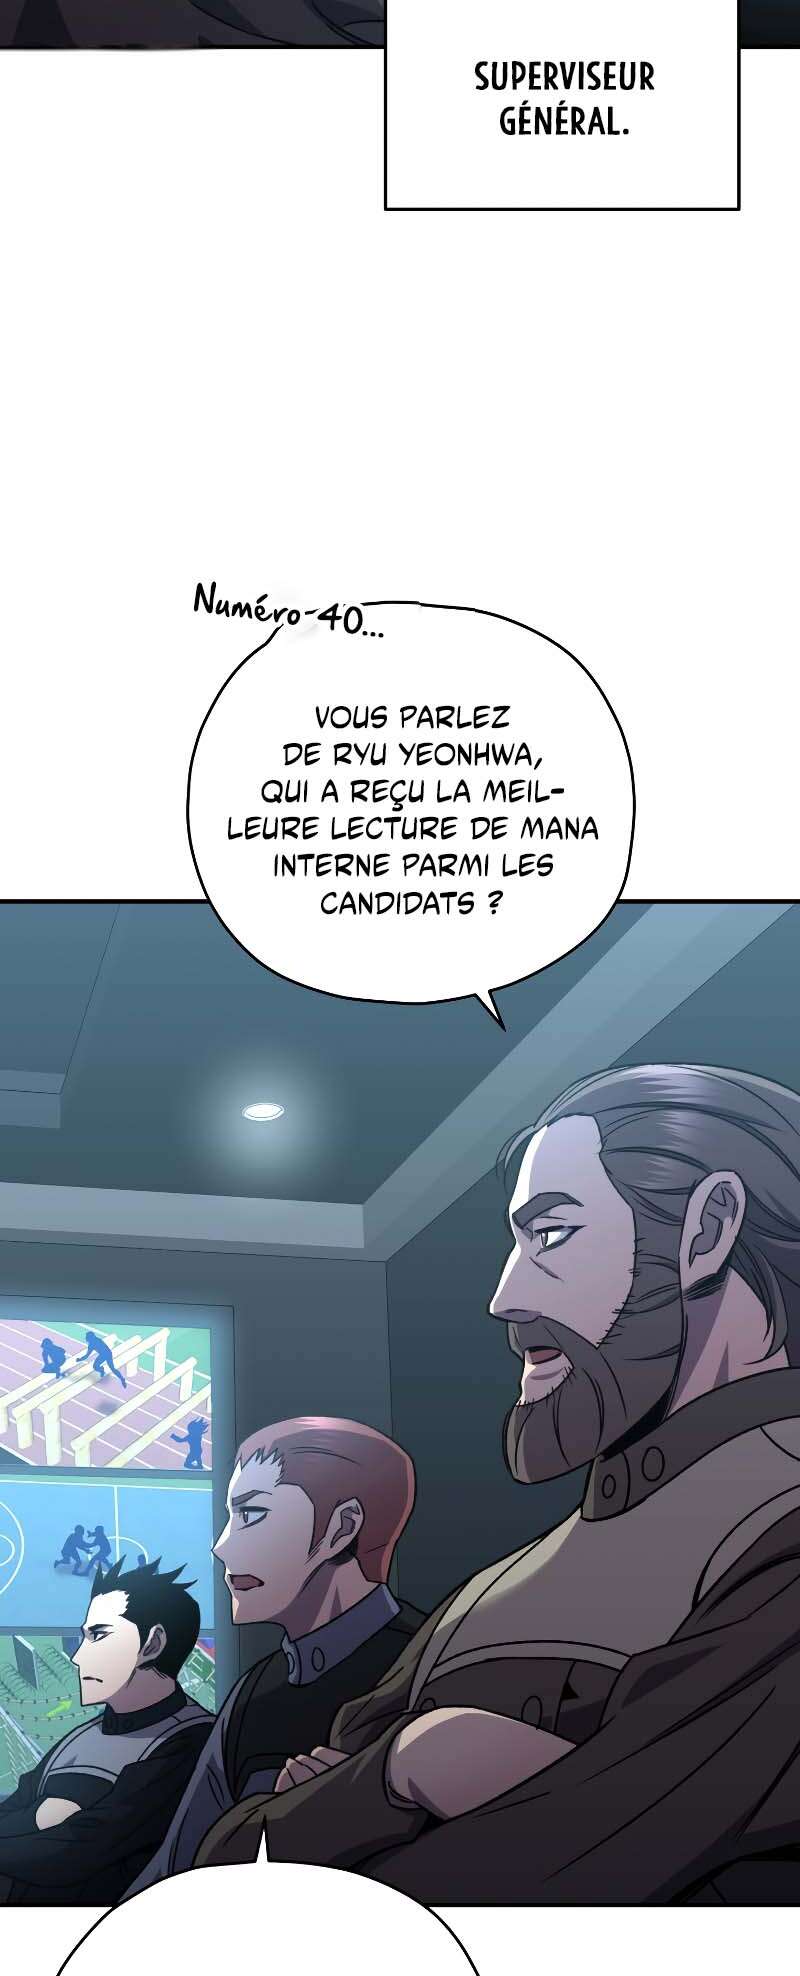 SUPERVISEUR
GÉNÉRAL.
Numéro-40...
VOUS PARLEZ
DE RYU YEONHWA,
QUI A REÇU LA MEIL-
LEURE LECTURE DE MANA
INTERNE PARMI LES
CANDIDATS ?